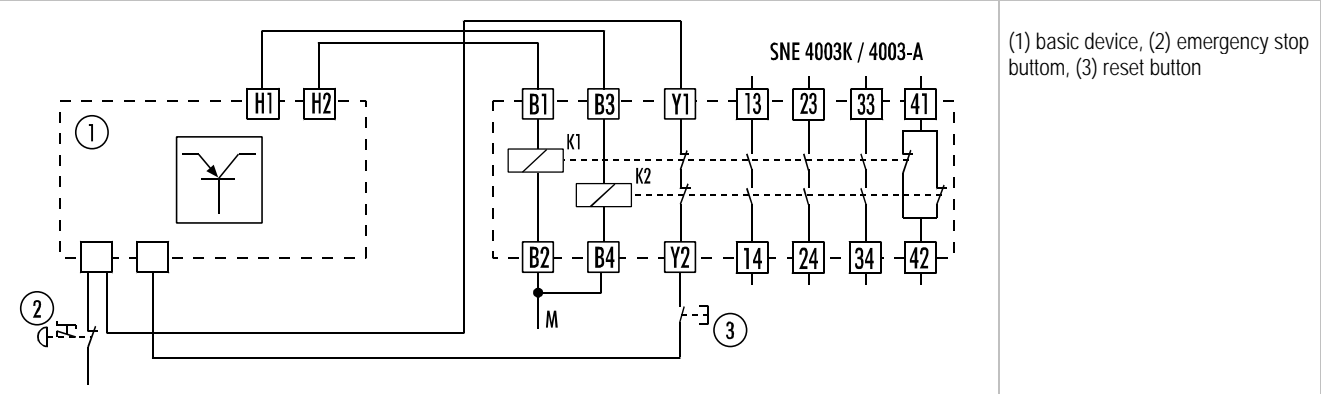 SNE 4003K / 4003-A
H1 H2 B1 B3 Y1 13 23 33 41
1
K1
K2
B2 B4 Y2 14 24 34 42
2
M
3
(1) basic device, (2) emergency stop
buttom, (3) reset button